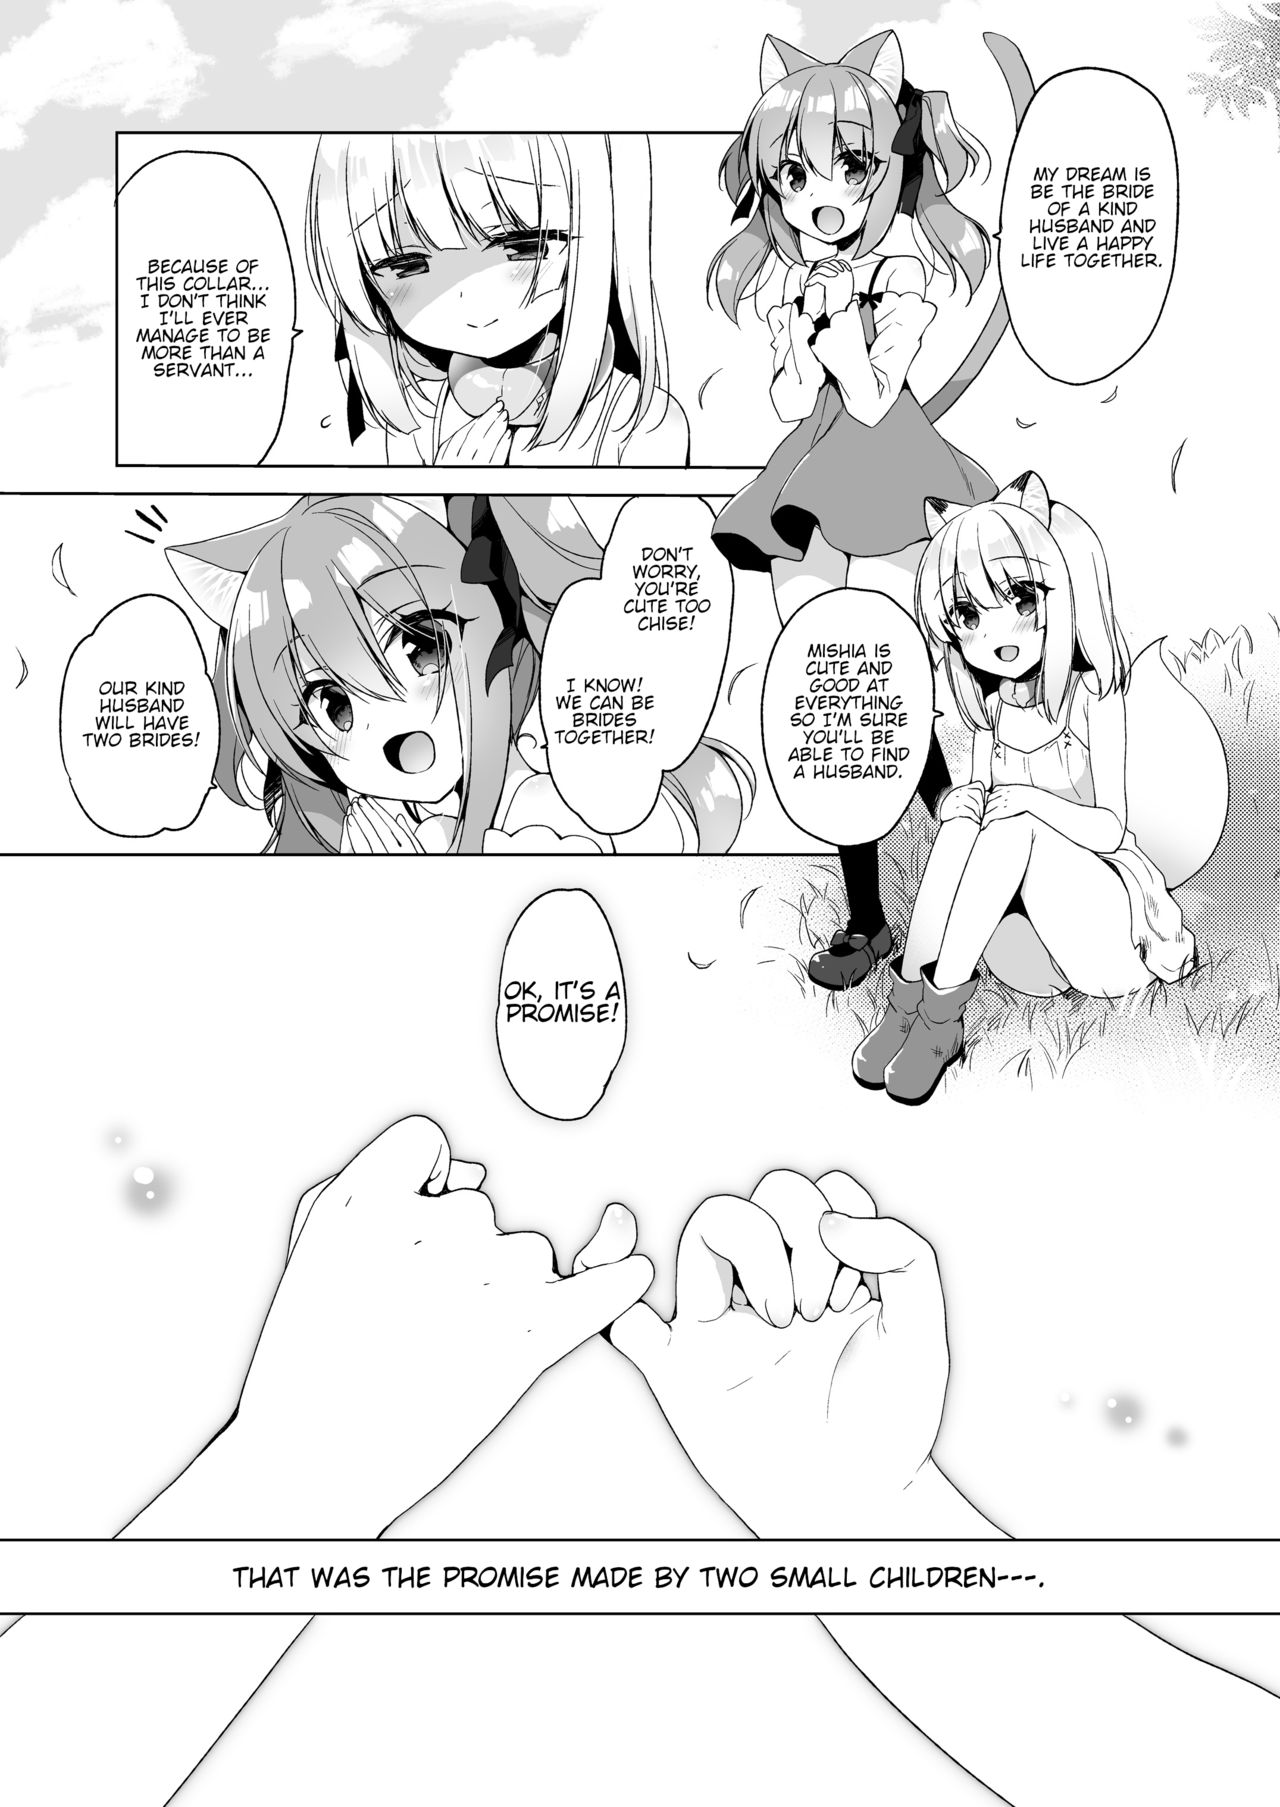 MY DREAM IS
BE THE BRIDE
OF A KIND
HUSBAND AND
LIVE A HAPPY
LIFE TOGETHER.
MISHIA IS
CUTE AND
GOOD AT
EVERYTHING
SO I'M SURE
YOU'LL BE
ABLE TO FIND
A HUSBAND.
BECAUSE OF
THIS COLLAR...
I DON'T THINK
I'LL EVER
MANAGE TO BE
MORE THAN A
SERVANT...
DON'T
WORRY,
YOU'RE
CUTE TOO
CHISE!
I KNOW!
WE CAN BE
BRIDES
TOGETHER!
OUR KIND
HUSBAND
WILL HAVE
TWO BRIDES!
OK, IT'S A
PROMISE!
THAT WAS THE PROMISE MADE BY TWO SMALL CHILDREN---.